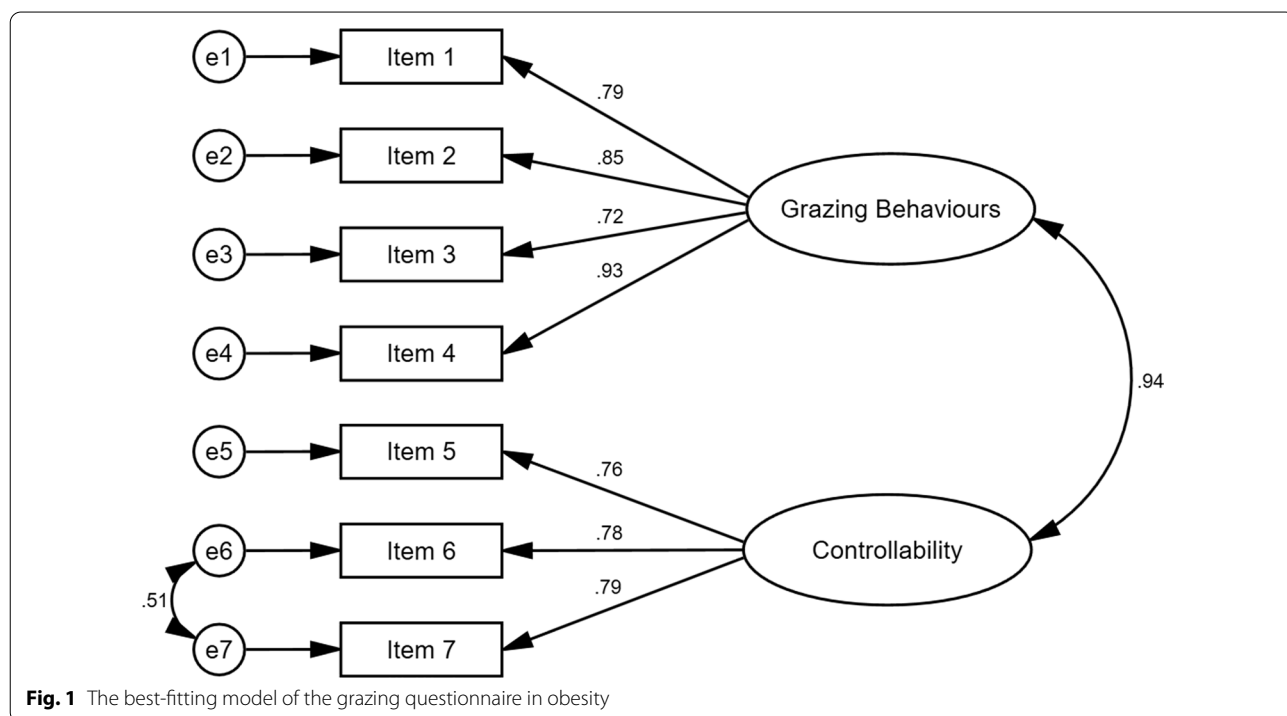 e1 Item 1
.79
e2 Item 2
.85
Grazing Behaviours
.72
e3 Item 3
.93
e4 Item 4
.94
e5 Item 5
.76
e6 Item 6
.78
Controllability
.51
.79
e7 Item 7
Fig. 1 The best-fitting model of the grazing questionnaire in obesity